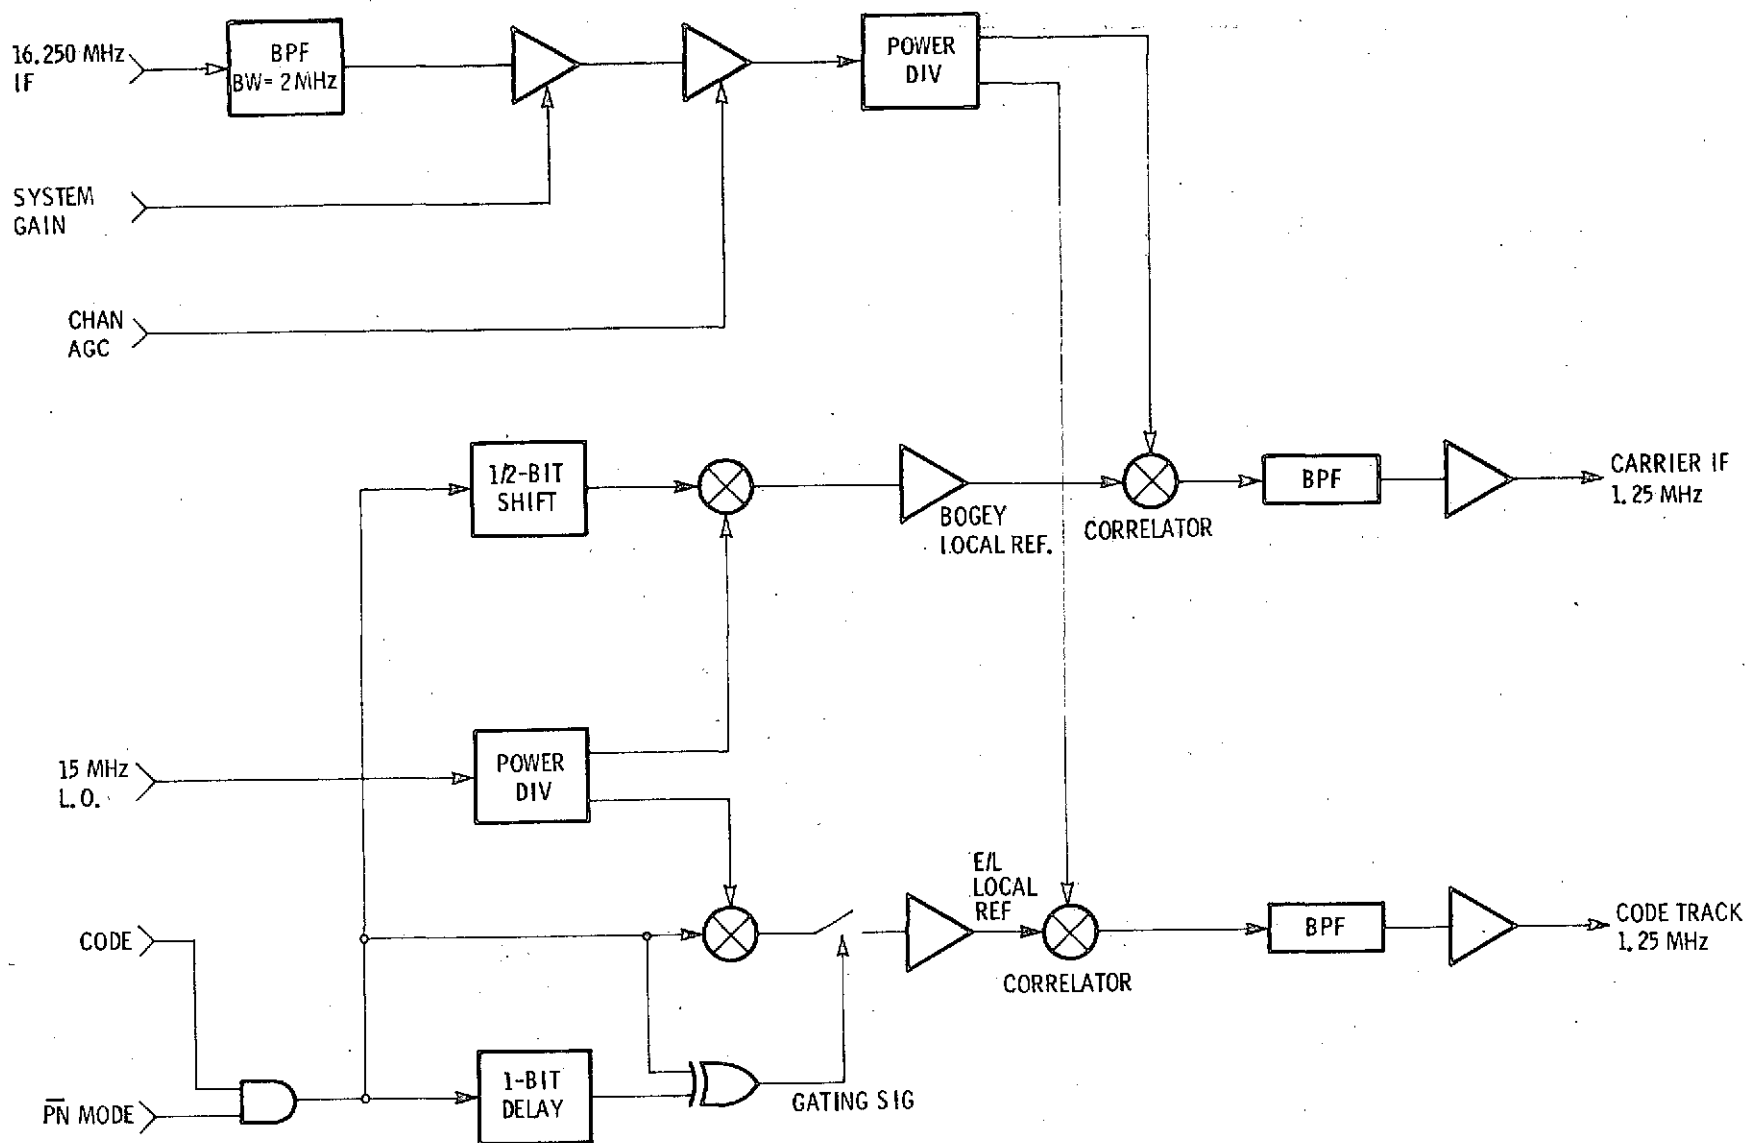 16.250 MHz
IF
BPF
BW= 2 MHz
POWER
DIV
SYSTEM
GAIN
CHAN
AGC
1/2-BIT
SHIFT
BOGEY
LOCAL REF.
CORRELATOR
BPF
CARRIER IF
1.25 MHz
15 MHz
L.O.
POWER
DIV
E/L
LOCAL
REF
CORRELATOR
BPF
CODE TRACK
1.25 MHz
CODE
P̅N̅ MODE
1-BIT
DELAY
GATING SIG